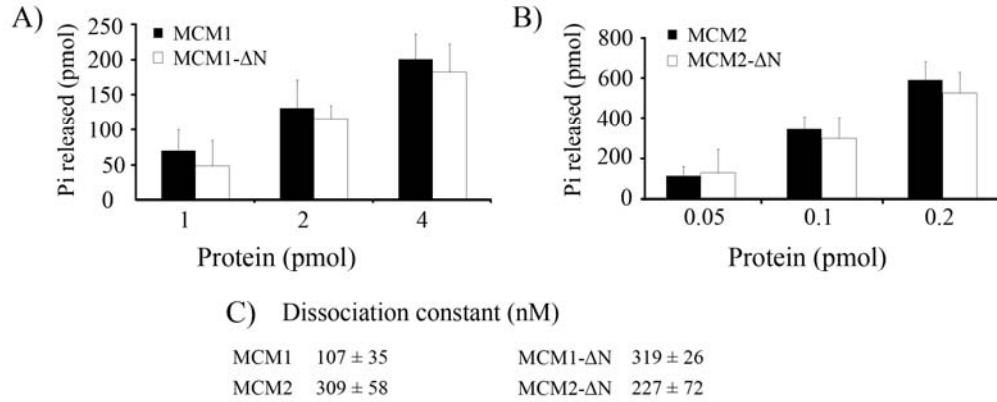 A)
Pi released (pmol)
250
200
150
100
50
0
MCM1
MCM1-ΔN
1 2 4
Protein (pmol)
B)
Pi released (pmol)
800
600
400
200
0
MCM2
MCM2-ΔN
0.05 0.1 0.2
Protein (pmol)
C) Dissociation constant (nM)
MCM1 107 ± 35 MCM1-ΔN 319 ± 26
MCM2 309 ± 58 MCM2-ΔN 227 ± 72